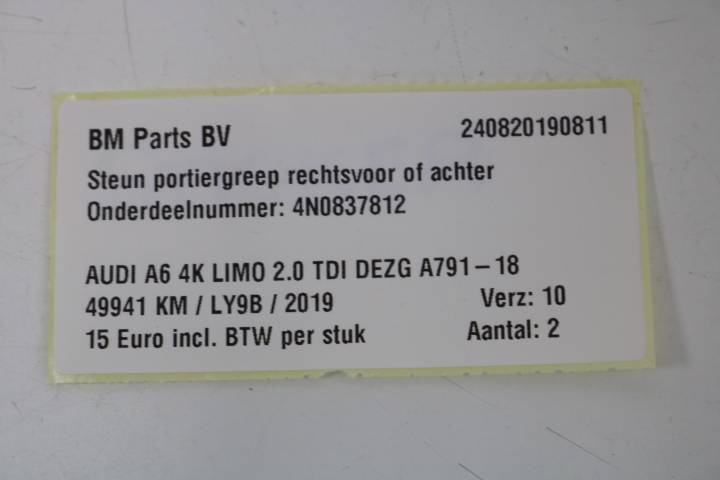 BM Parts BV 240820190811
Steun portiergreep rechtsvoor of achter
Onderdeelnummer: 4N0837812
AUDI A6 4K LIMO 2.0 TDI DEZG A791-18
49941 KM / LY9B / 2019 Verz: 10
15 Euro incl. BTW per stuk Aantal: 2